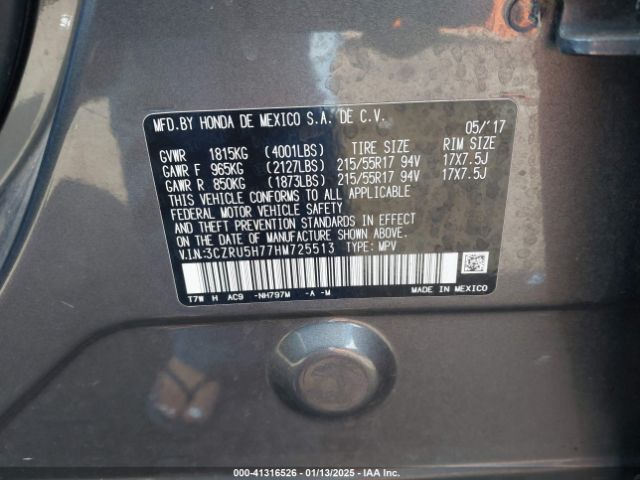 MFD.BY HONDA DE MEXICO S.A. DE C.V. 05/'17
GVWR 1815KG (4001LBS) TIRE SIZE RIM SIZE
GAWR F 965KG (2127LBS) 215/55R17 94V 17X7.5J
GAWR R 850KG (1873LBS) 215/55R17 94V 17X7.5J
THIS VEHICLE CONFORMS TO ALL APPLICABLE
FEDERAL MOTOR VEHICLE SAFETY
AND THEFT PREVENTION STANDARDS IN EFFECT
ON THE DATE OF MANUFACTURE SHOWN ABOVE.
V.I.N.:3CZRU5H77HM725513 TYPE: MPV
T7W H AC9 -NH797M -A -M MADE IN MEXICO
000-41316526 - 01/13/2025 - IAA Inc.